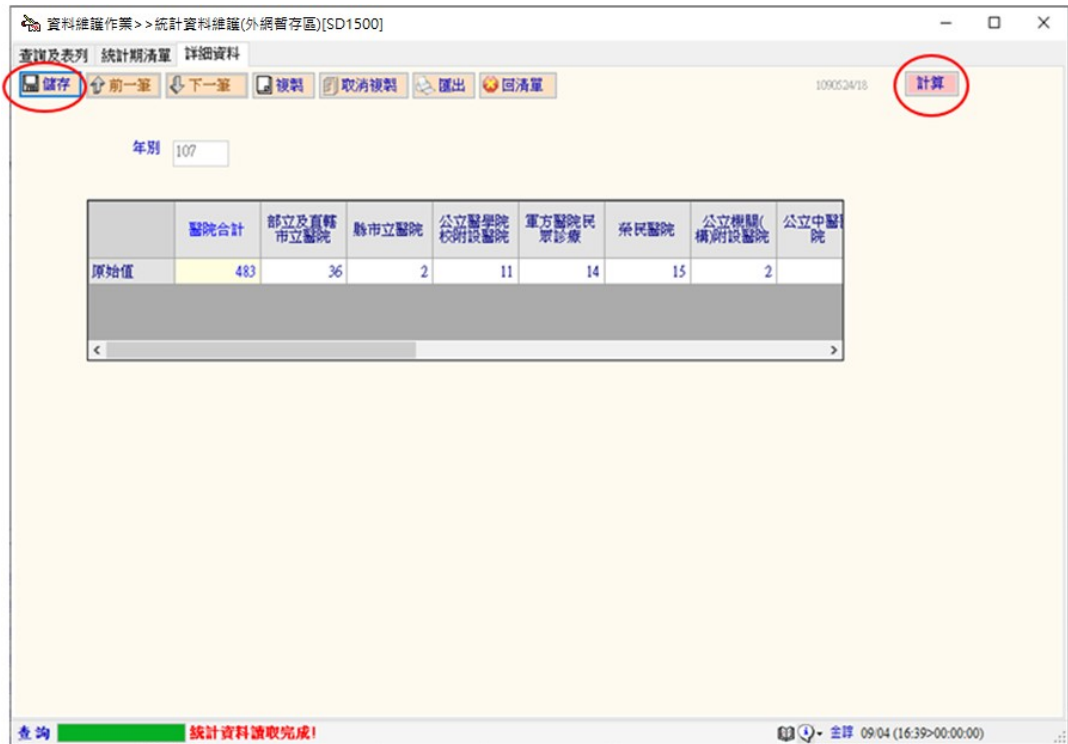 資料維護作業>>統計資料維護(外網暫存區)[SD1500]
查詢及表列 統計期清單 詳細資料
儲存 前一筆 下一筆 複製 取消複製 匯出 回清單 1090524/18 計算
年別 107
醫院合計 部立及直轄市立醫院 縣市立醫院 公立醫學院校附設醫院 軍方醫院民眾診療 榮民醫院 公立機關(構)附設醫院 公立中醫醫院
原始值 483 36 2 11 14 15 2
查詢 統計資料讀取完成! 09/04 (16:39>00:00:00)